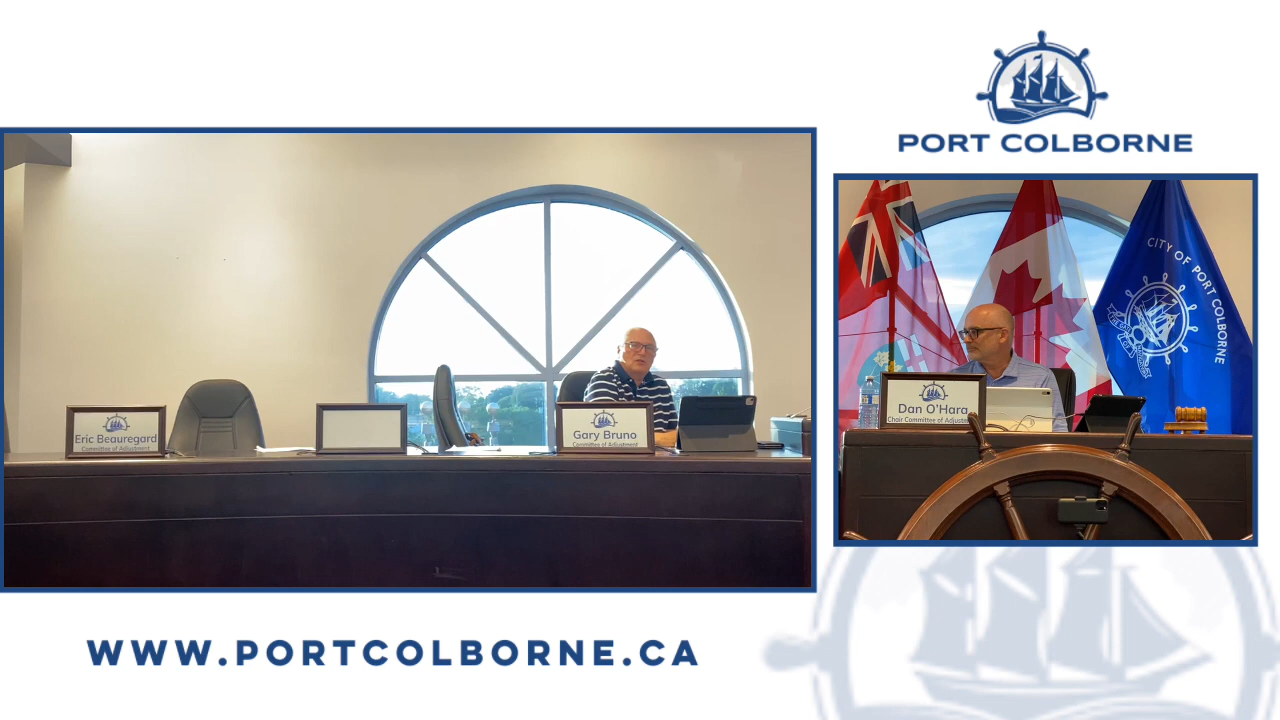 PORT COLBORNE
CITY OF PORT COLBORNE
Eric Beauregard
Committee of Adjustment
Gary Bruno
Committee of Adjustment
Dan O'Hara
Chair Committee of
WWW.PORTCOLBORNE.CA